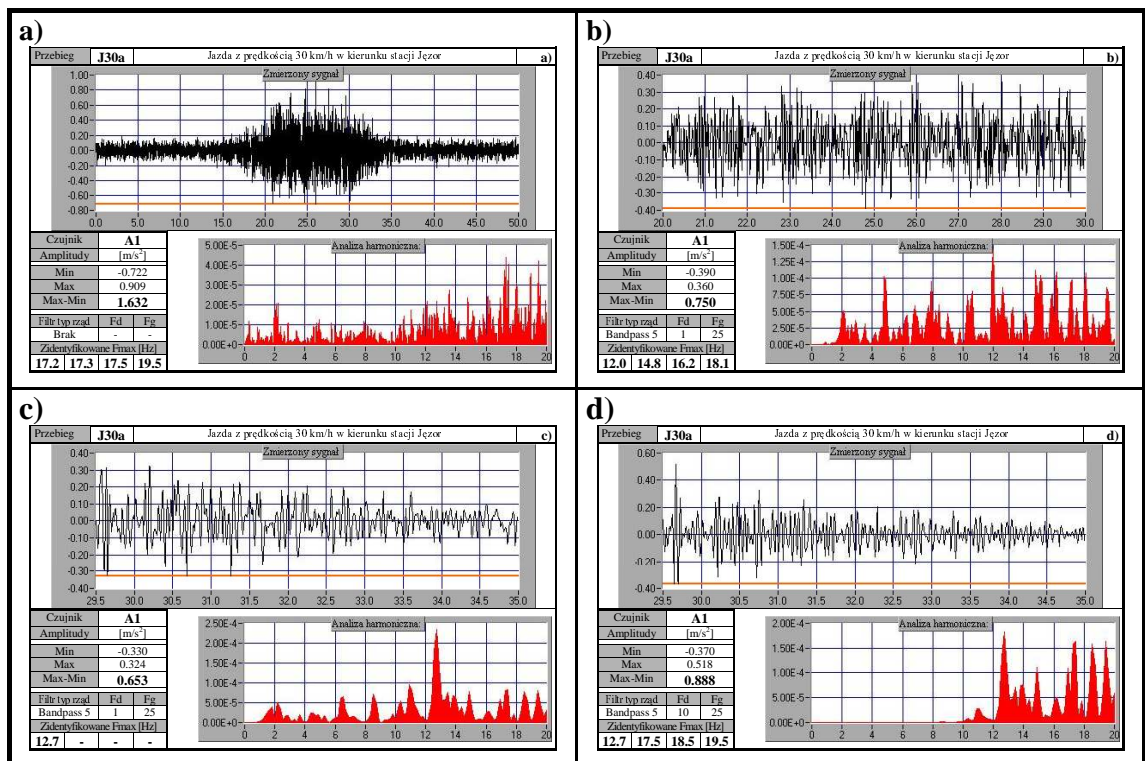 a)
Przebieg J30a Jazda z prędkością 30 km/h w kierunku stacji Jęzor a)
Zmierzony sygnał
1.00
0.80
0.60
0.40
0.20
0.00
-0.20
-0.40
-0.60
-0.80
0.0 5.0 10.0 15.0 20.0 25.0 30.0 35.0 40.0 45.0 50.0
Czujnik A1
Amplitudy [m/s²]
Min -0.722
Max 0.909
Max-Min 1.632
Filtr typ rząd Fd Fg
Brak - -
Zidentyfikowane Fmax [Hz]
17.2 17.3 17.5 19.5
Analiza harmoniczna:
5.00E-5
4.00E-5
3.00E-5
2.00E-5
1.00E-5
0.00E+0
0 2 4 6 8 10 12 14 16 18 20
b)
Przebieg J30a Jazda z prędkością 30 km/h w kierunku stacji Jęzor b)
Zmierzony sygnał
0.40
0.30
0.20
0.10
0.00
-0.10
-0.20
-0.30
-0.40
20.0 21.0 22.0 23.0 24.0 25.0 26.0 27.0 28.0 29.0 30.0
Czujnik A1
Amplitudy [m/s²]
Min -0.390
Max 0.360
Max-Min 0.750
Filtr typ rząd Fd Fg
Bandpass 5 1 25
Zidentyfikowane Fmax [Hz]
12.0 14.8 16.2 18.1
Analiza harmoniczna:
1.50E-4
1.25E-4
1.00E-4
7.50E-5
5.00E-5
2.50E-5
0.00E+0
0 2 4 6 8 10 12 14 16 18 20
c)
Przebieg J30a Jazda z prędkością 30 km/h w kierunku stacji Jęzor c)
Zmierzony sygnał
0.40
0.30
0.20
0.10
0.00
-0.10
-0.20
-0.30
-0.40
29.5 30.0 30.5 31.0 31.5 32.0 32.5 33.0 33.5 34.0 34.5 35.0
Czujnik A1
Amplitudy [m/s²]
Min -0.330
Max 0.324
Max-Min 0.653
Filtr typ rząd Fd Fg
Bandpass 5 1 25
Zidentyfikowane Fmax [Hz]
12.7 - - -
Analiza harmoniczna:
2.50E-4
2.00E-4
1.50E-4
1.00E-4
5.00E-5
0.00E+0
0 2 4 6 8 10 12 14 16 18 20
d)
Przebieg J30a Jazda z prędkością 30 km/h w kierunku stacji Jęzor d)
Zmierzony sygnał
0.60
0.40
0.20
0.00
-0.20
-0.40
29.5 30.0 30.5 31.0 31.5 32.0 32.5 33.0 33.5 34.0 34.5 35.0
Czujnik A1
Amplitudy [m/s²]
Min -0.370
Max 0.518
Max-Min 0.888
Filtr typ rząd Fd Fg
Bandpass 5 10 25
Zidentyfikowane Fmax [Hz]
12.7 17.5 18.5 19.5
Analiza harmoniczna:
2.00E-4
1.50E-4
1.00E-4
5.00E-5
0.00E+0
0 2 4 6 8 10 12 14 16 18 20